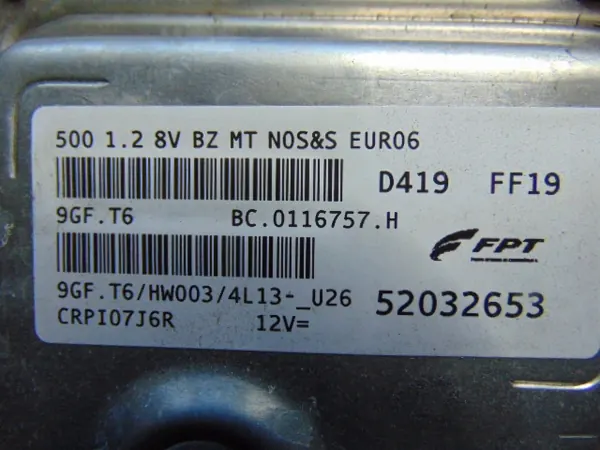 500 1.2 8V BZ MT NOS&S EURO6
D419 FF19
9GF.T6 BC.0116757.H
FPT
9GF.T6/HW003/4L13-_U26 52032653
CRPI07J6R 12V=